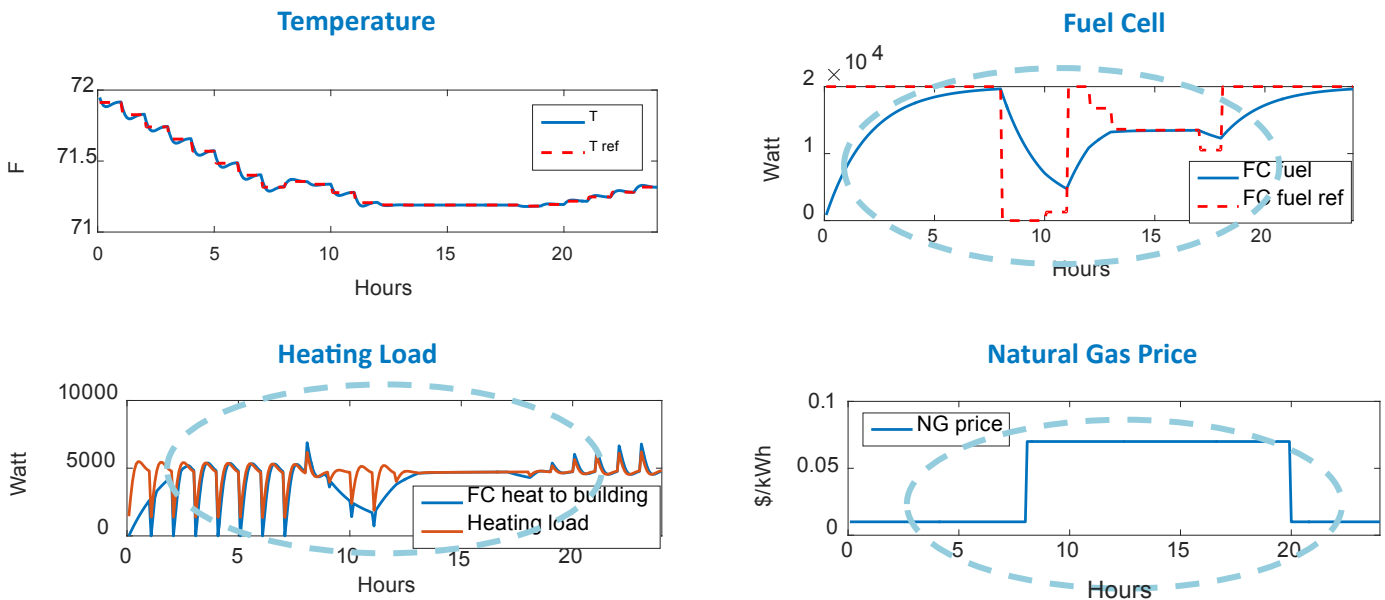 Temperature
72
71.5
71
F
T
T ref
0
5
10
15
20
Hours
Fuel Cell
× 10 4
2
1
0
Watt
FC fuel
FC fuel ref
0
5
10
15
20
Hours
Heating Load
10000
5000
0
Watt
FC heat to building
Heating load
0
5
10
15
20
Hours
Natural Gas Price
0.1
0.05
0
$/kWh
NG price
0
5
10
15
20
Hours